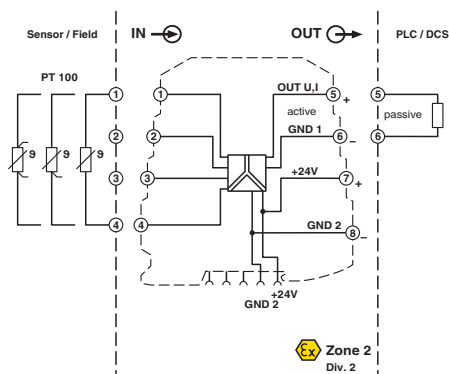 Sensor / Field
IN
OUT
PLC / DCS
PT 100
1
2
3
4
ϑ
ϑ
ϑ
1
2
3
4
OUT U,I
5
+
active
GND 1
6
–
+24V
7
+
GND 2
8
–
+24V
GND 2
5
passive
6
Ex
Zone 2
Div. 2